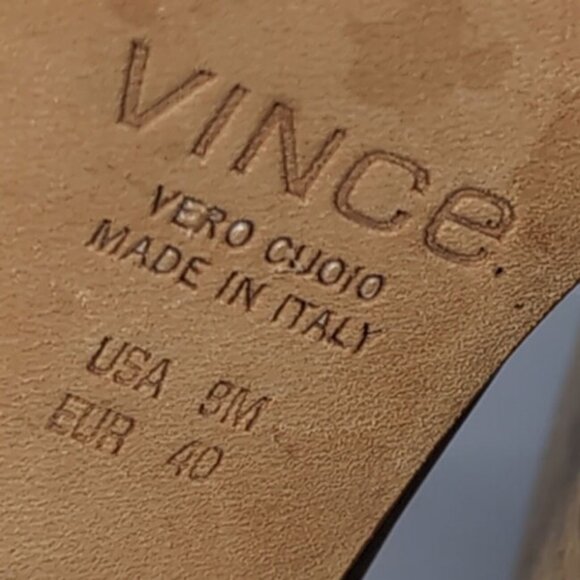 VINCe.
VERO CUOIO
MADE IN ITALY
USA 9M
EUR 40